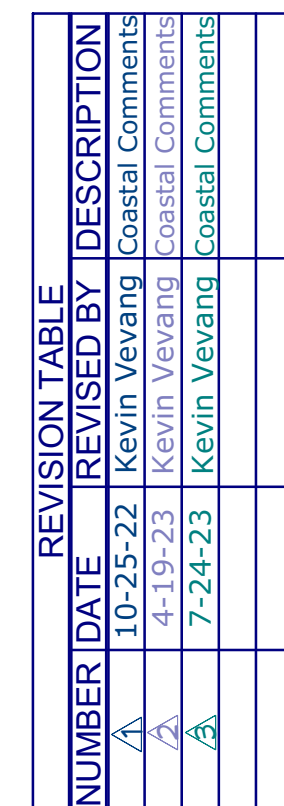 REVISION TABLE
NUMBER DATE REVISED BY DESCRIPTION
1 10-25-22 Kevin Vevang Coastal Comments
2 4-19-23 Kevin Vevang Coastal Comments
3 7-24-23 Kevin Vevang Coastal Comments